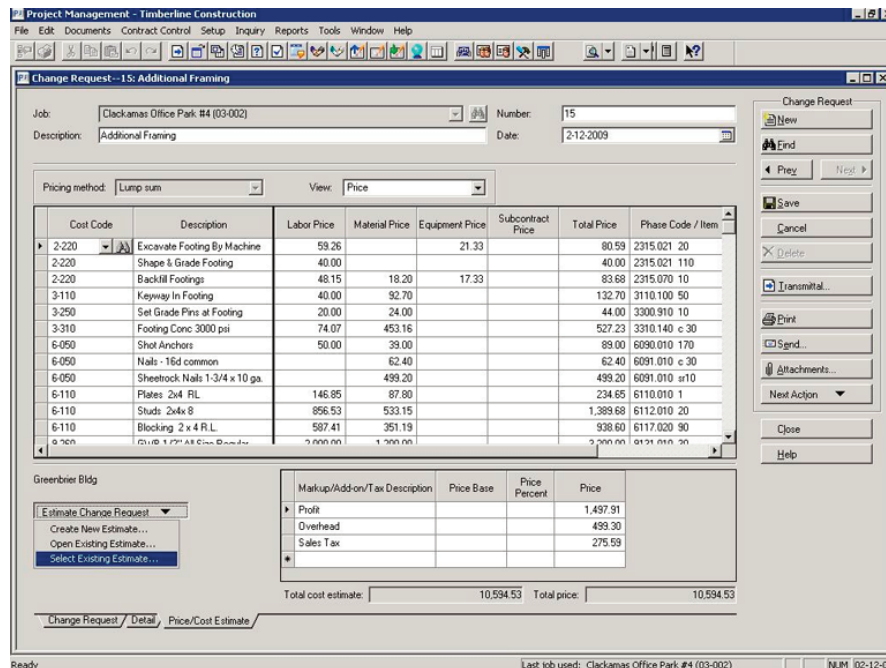 Project Management - Timberline Construction
File Edit Documents Contract Control Setup Inquiry Reports Tools Window Help
Change Request--15: Additional Framing
Job: Clackamas Office Park #4 (03-002) Number: 15
Description: Additional Framing Date: 2-12-2009
Pricing method: Lump sum View: Price
Cost Code Description Labor Price Material Price Equipment Price Subcontract Price Total Price Phase Code / Item
2-220 Excavate Footing By Machine 59.26 21.33 80.59 2315.021 20
2-220 Shape & Grade Footing 40.00 40.00 2315.021 110
2-220 Backfill Footings 48.15 18.20 17.33 83.68 2315.070 10
3-110 Keyway In Footing 40.00 92.70 132.70 3110.100 50
3-250 Set Grade Pins at Footing 20.00 24.00 44.00 3300.910 10
3-310 Footing Conc 3000 psi 74.07 453.16 527.23 3310.140 c 30
6-050 Shot Anchors 50.00 39.00 89.00 6090.010 170
6-050 Nails - 16d common 62.40 62.40 6091.010 c 30
6-050 Sheetrock Nails 1-3/4 x 10 ga. 499.20 499.20 6091.010 sr10
6-110 Plates 2x4 RL 146.85 87.80 234.65 6110.010 1
6-110 Studs 2x4x 8 856.53 533.15 1,389.68 6112.010 20
6-110 Blocking 2 x 4 R.L. 587.41 351.19 938.60 6117.020 90
Change Request
New
Find
Prev Next
Save
Cancel
Delete
Transmittal...
Print
Send...
Attachments...
Next Action
Close
Help
Greenbrier Bldg
Estimate Change Request
Create New Estimate...
Open Existing Estimate...
Select Existing Estimate...
Markup/Add-on/Tax Description Price Base Price Percent Price
Profit 1,497.91
Overhead 499.30
Sales Tax 275.59
Total cost estimate: 10,594.53 Total price: 10,594.53
Change Request Detail Price/Cost Estimate
Ready Last job used: Clackamas Office Park #4 (03-002) NUM